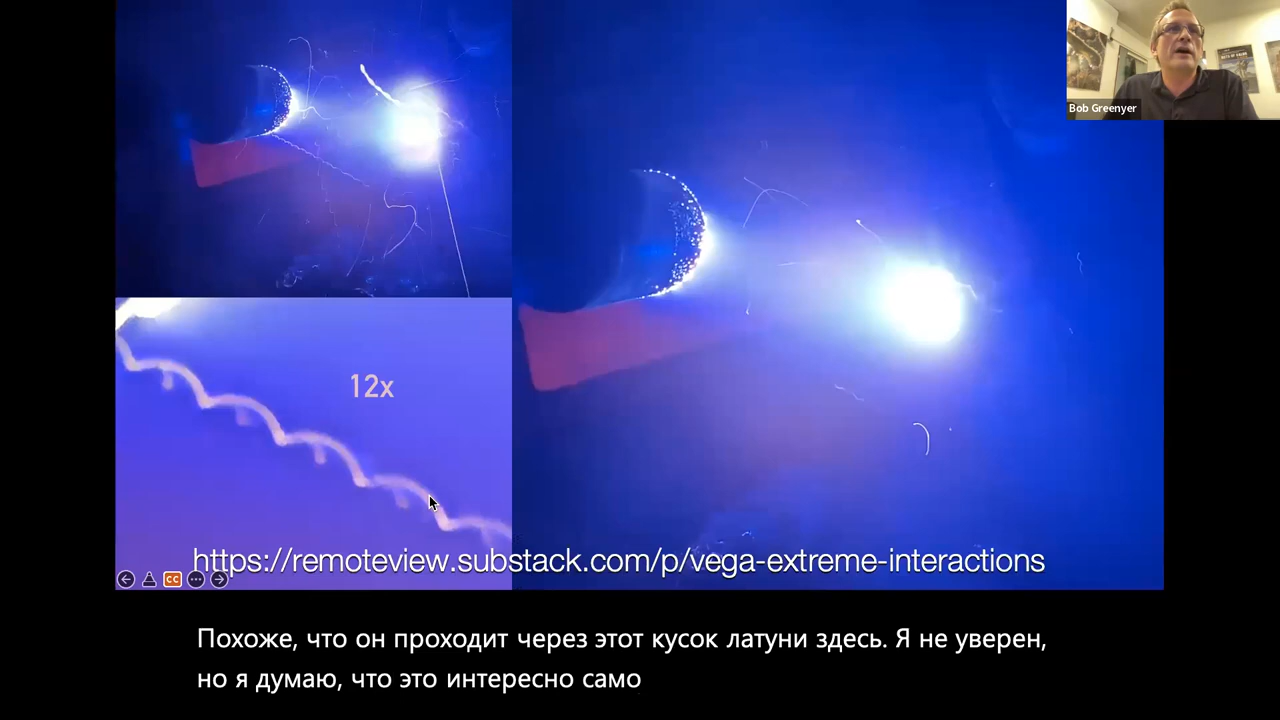 Bob Greenyer
12x
https://remoteview.substack.com/p/vega-extreme-interactions
CC
Похоже, что он проходит через этот кусок латуни здесь. Я не уверен,
но я думаю, что это интересно само